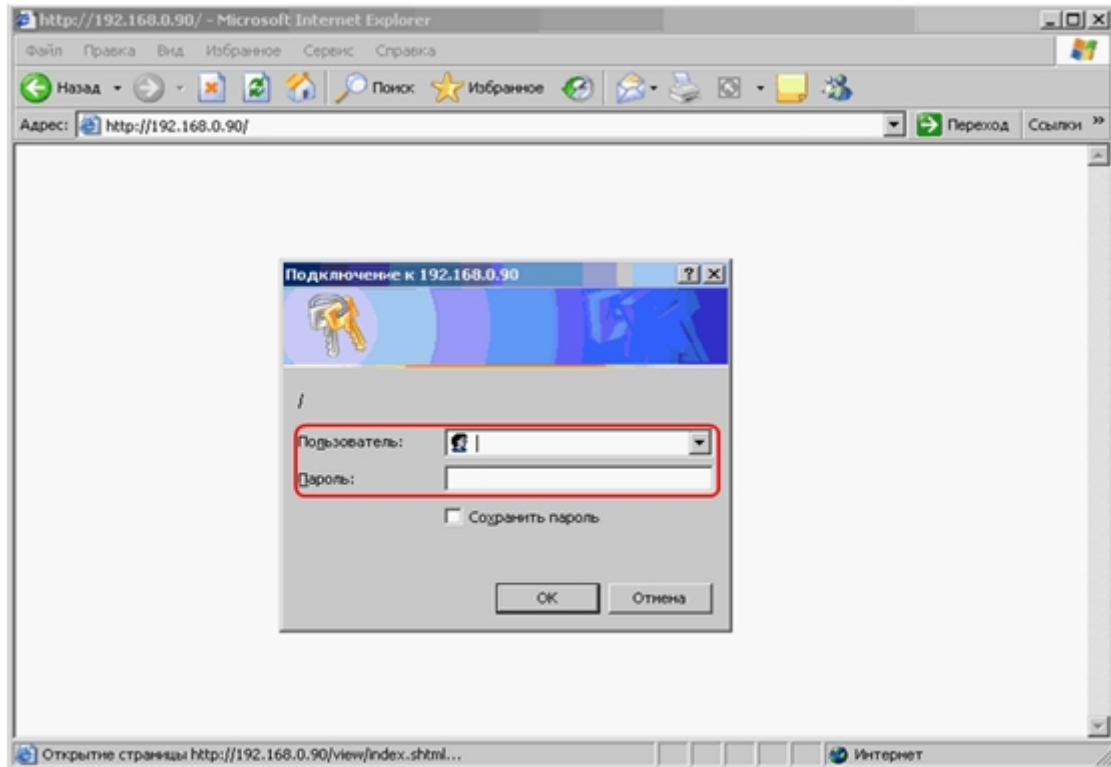 http://192.168.0.90/ - Microsoft Internet Explorer
Файл Правка Вид Избранное Сервис Справка
Назад Поиск Избранное
Адрес: http://192.168.0.90/ Переход Ссылки »
Подключение к 192.168.0.90
/
Пользователь:
Пароль:
Сохранить пароль
OK Отмена
Открытие страницы http://192.168.0.90/view/index.shtml... Интернет